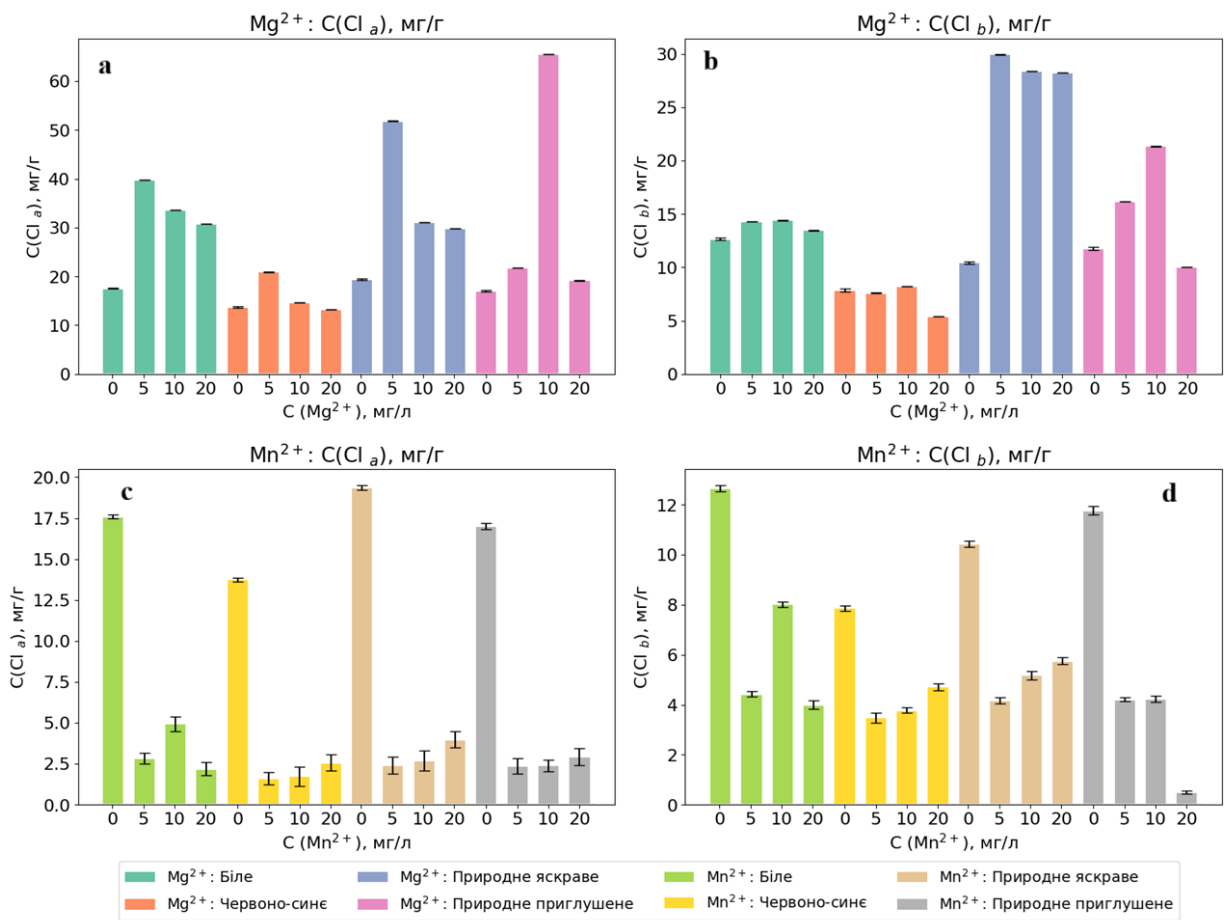 Mg²⁺: C(Cl a), мг/г
a
C(Cl a), мг/г
60
50
40
30
20
10
0
0 5 10 20 0 5 10 20 0 5 10 20 0 5 10 20
C (Mg²⁺), мг/л
Mg²⁺: C(Cl b), мг/г
b
C(Cl b), мг/г
30
25
20
15
10
5
0
0 5 10 20 0 5 10 20 0 5 10 20 0 5 10 20
C (Mg²⁺), мг/л
Mn²⁺: C(Cl a), мг/г
c
C(Cl a), мг/г
20.0
17.5
15.0
12.5
10.0
7.5
5.0
2.5
0.0
0 5 10 20 0 5 10 20 0 5 10 20 0 5 10 20
C (Mn²⁺), мг/л
Mn²⁺: C(Cl b), мг/г
d
C(Cl b), мг/г
12
10
8
6
4
2
0
0 5 10 20 0 5 10 20 0 5 10 20 0 5 10 20
C (Mn²⁺), мг/л
Mg²⁺: Біле
Mg²⁺: Червоно-синє
Mg²⁺: Природне яскраве
Mg²⁺: Природне приглушене
Mn²⁺: Біле
Mn²⁺: Червоно-синє
Mn²⁺: Природне яскраве
Mn²⁺: Природне приглушене